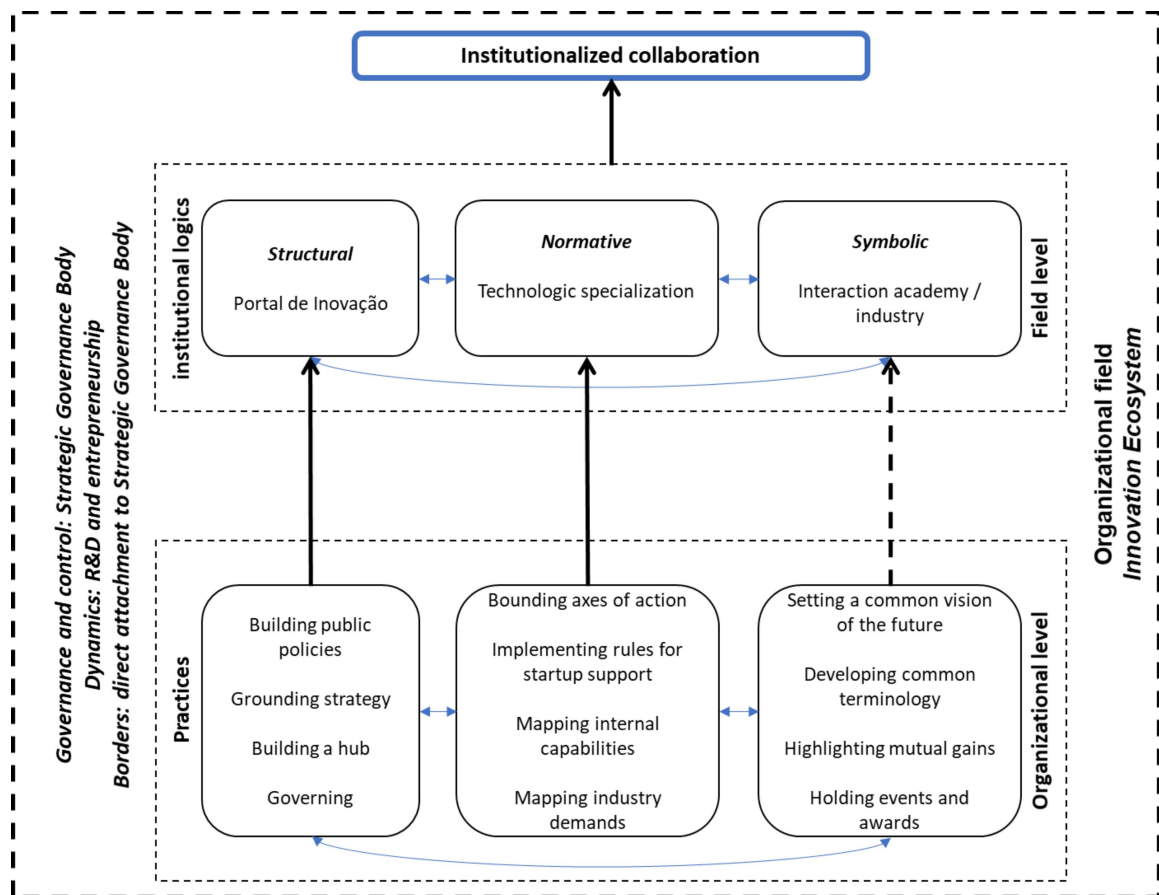 Institutionalized collaboration
Governance and control: Strategic Governance Body
Dynamics: R&D and entrepreneurship
Borders: direct attachment to Strategic Governance Body
institutional logics
Structural
Portal de Inovação
Normative
Technologic specialization
Symbolic
Interaction academy /
industry
Field level
Practices
Building public
policies
Grounding strategy
Building a hub
Governing
Bounding axes of action
Implementing rules for
startup support
Mapping internal
capabilities
Mapping industry
demands
Setting a common vision
of the future
Developing common
terminology
Highlighting mutual gains
Holding events and
awards
Organizational level
Organizational field
Innovation Ecosystem